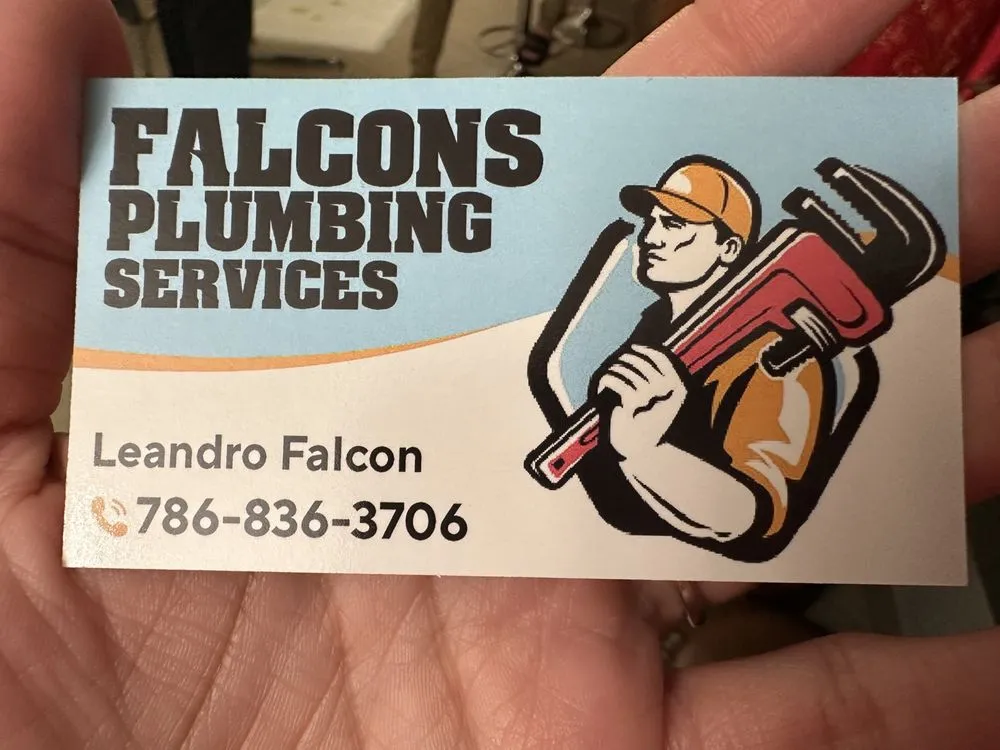 FALCONS
PLUMBING
SERVICES
Leandro Falcon
786-836-3706